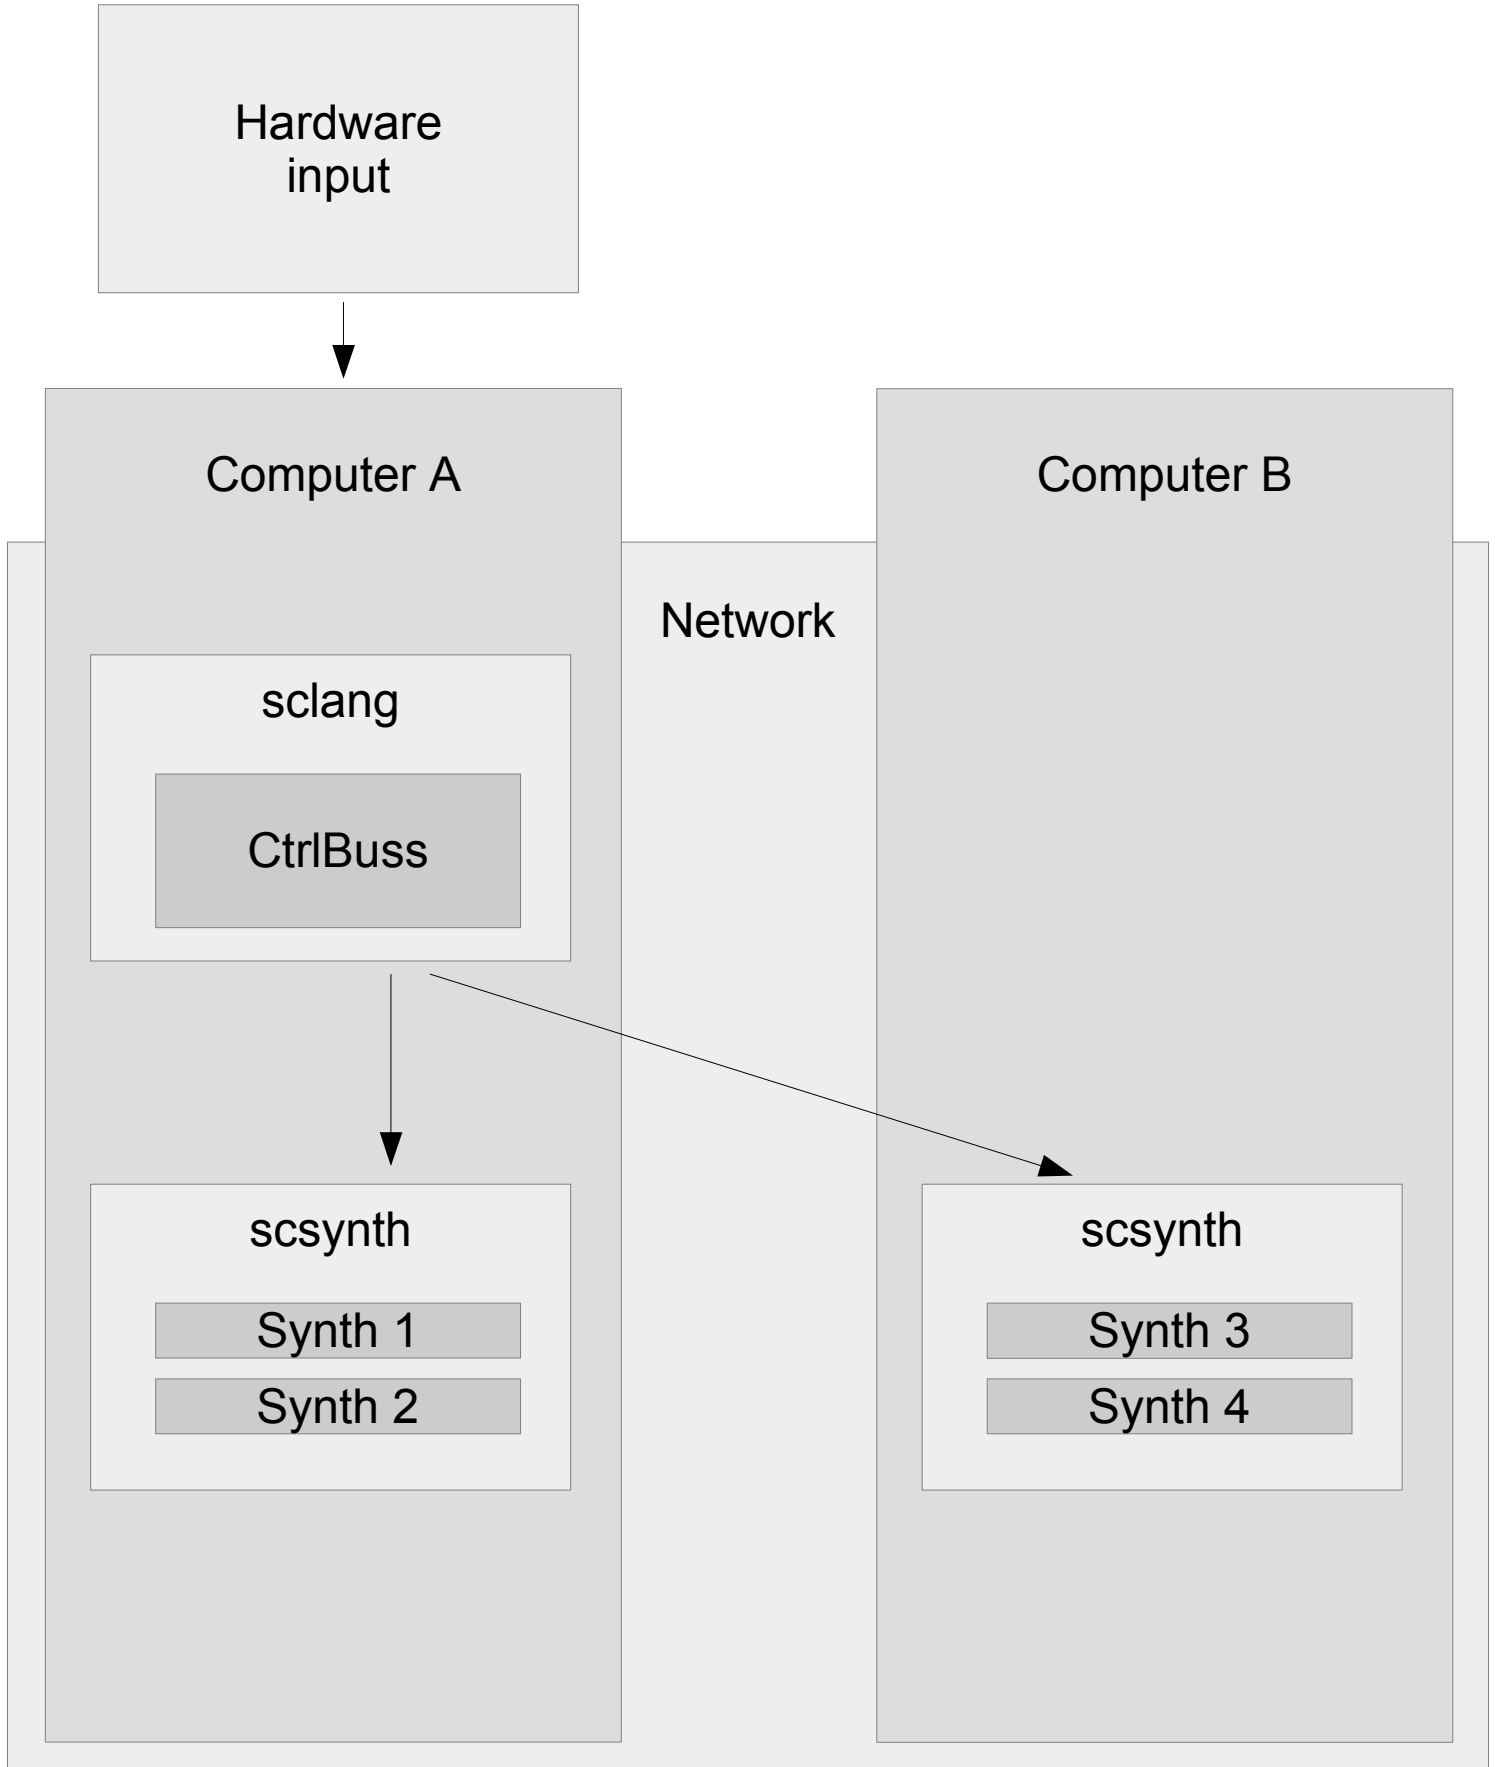 Hardware
input
Computer A
Computer B
Network
sclang
CtrlBuss
scsynth
Synth 1
Synth 2
scsynth
Synth 3
Synth 4